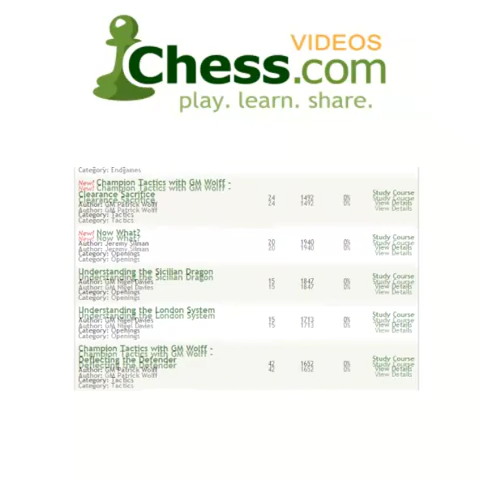 VIDEOS
Chess.com
play. learn. share.
Category: Endgames
New! Champion Tactics with GM Wolff -
Clearance Sacrifice
Author: GM Patrick Wolff
Category: Tactics
24 1492 0% Study Course
View Details
New! Now What?
Author: Jeremy Silman
Category: Openings
20 1940 0% Study Course
View Details
Understanding the Sicilian Dragon
Author: GM Nigel Davies
Category: Openings
15 1847 0% Study Course
View Details
Understanding the London System
Author: GM Nigel Davies
Category: Openings
15 1713 0% Study Course
View Details
Champion Tactics with GM Wolff -
Deflecting the Defender
Author: GM Patrick Wolff
Category: Tactics
42 1652 0% Study Course
View Details